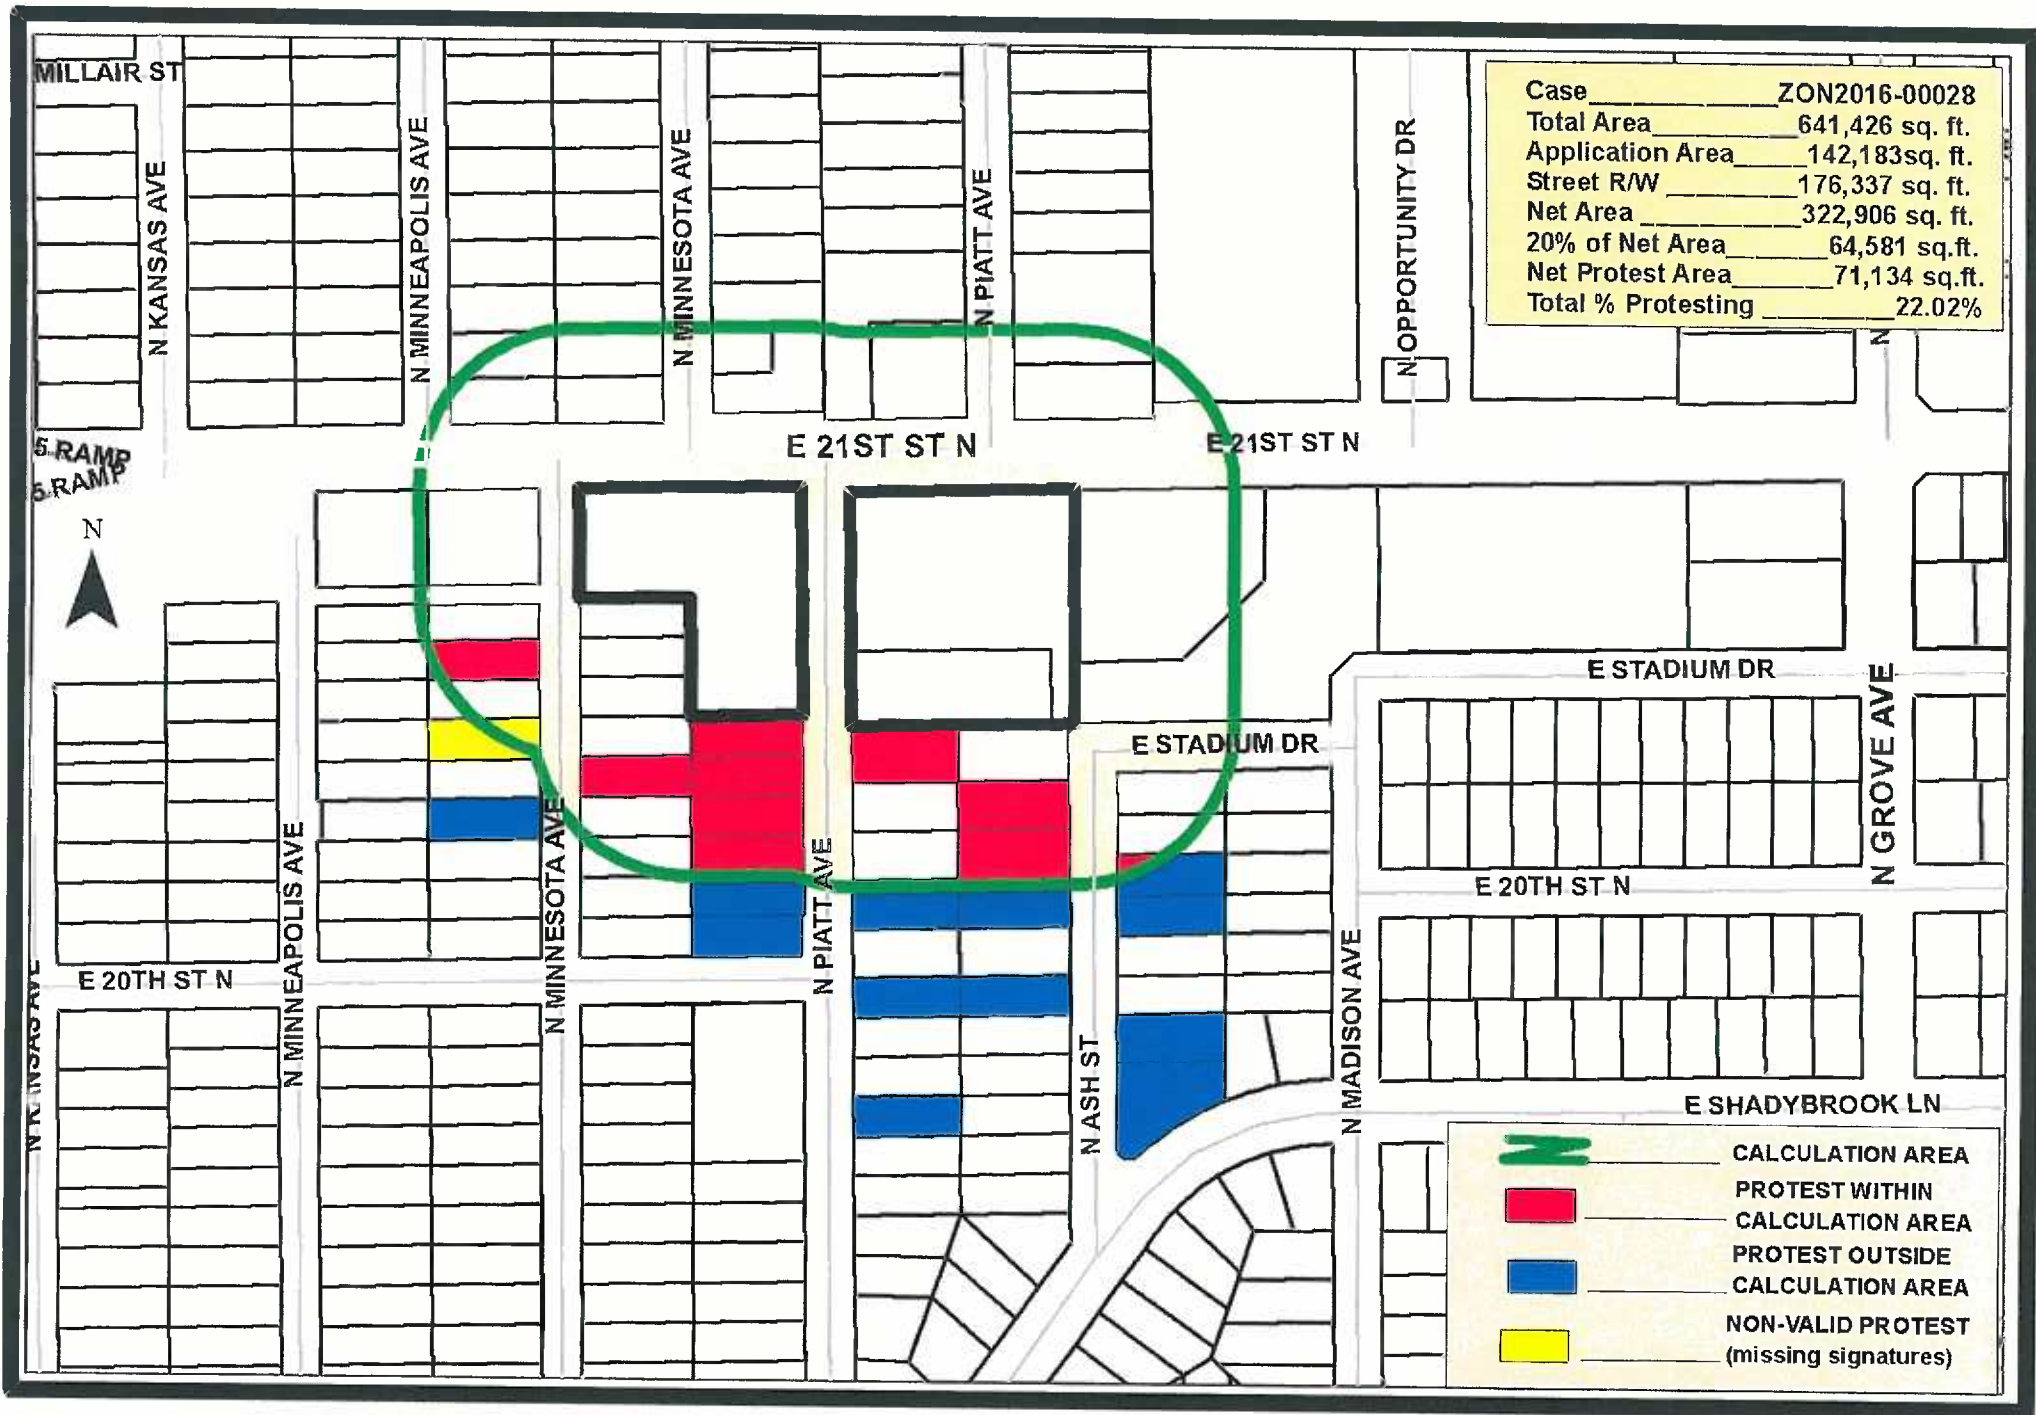 MILLAIR ST
N KANSAS AVE
N MINNEAPOLIS AVE
N MINNESOTA AVE
N PIATT AVE
N OPPORTUNITY DR
N
Case ZON2016-00028
Total Area 641,426 sq. ft.
Application Area 142,183sq. ft.
Street R/W 176,337 sq. ft.
Net Area 322,906 sq. ft.
20% of Net Area 64,581 sq.ft.
Net Protest Area 71,134 sq.ft.
Total % Protesting 22.02%
5 RAMP
5 RAMP
E 21ST ST N
E 21ST ST N
N
E STADIUM DR
E STADIUM DR
N GROVE AVE
E 20TH ST N
E 20TH ST N
N KANSAS AVE
N MINNEAPOLIS AVE
N MINNESOTA AVE
N PIATT AVE
N ASH ST
N MADISON AVE
E SHADYBROOK LN
CALCULATION AREA
PROTEST WITHIN
CALCULATION AREA
PROTEST OUTSIDE
CALCULATION AREA
NON-VALID PROTEST
(missing signatures)